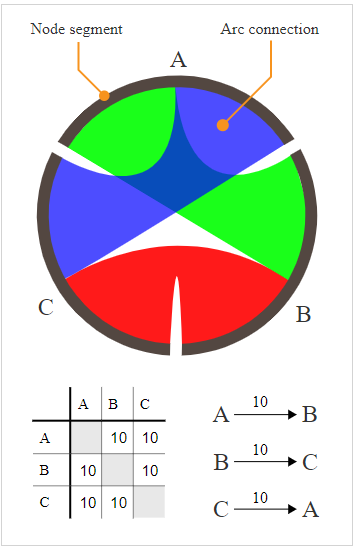 Node segment
Arc connection
A
C
B
A B C
A 10 10
B 10 10
C 10 10
10
A B
10
B C
10
C A